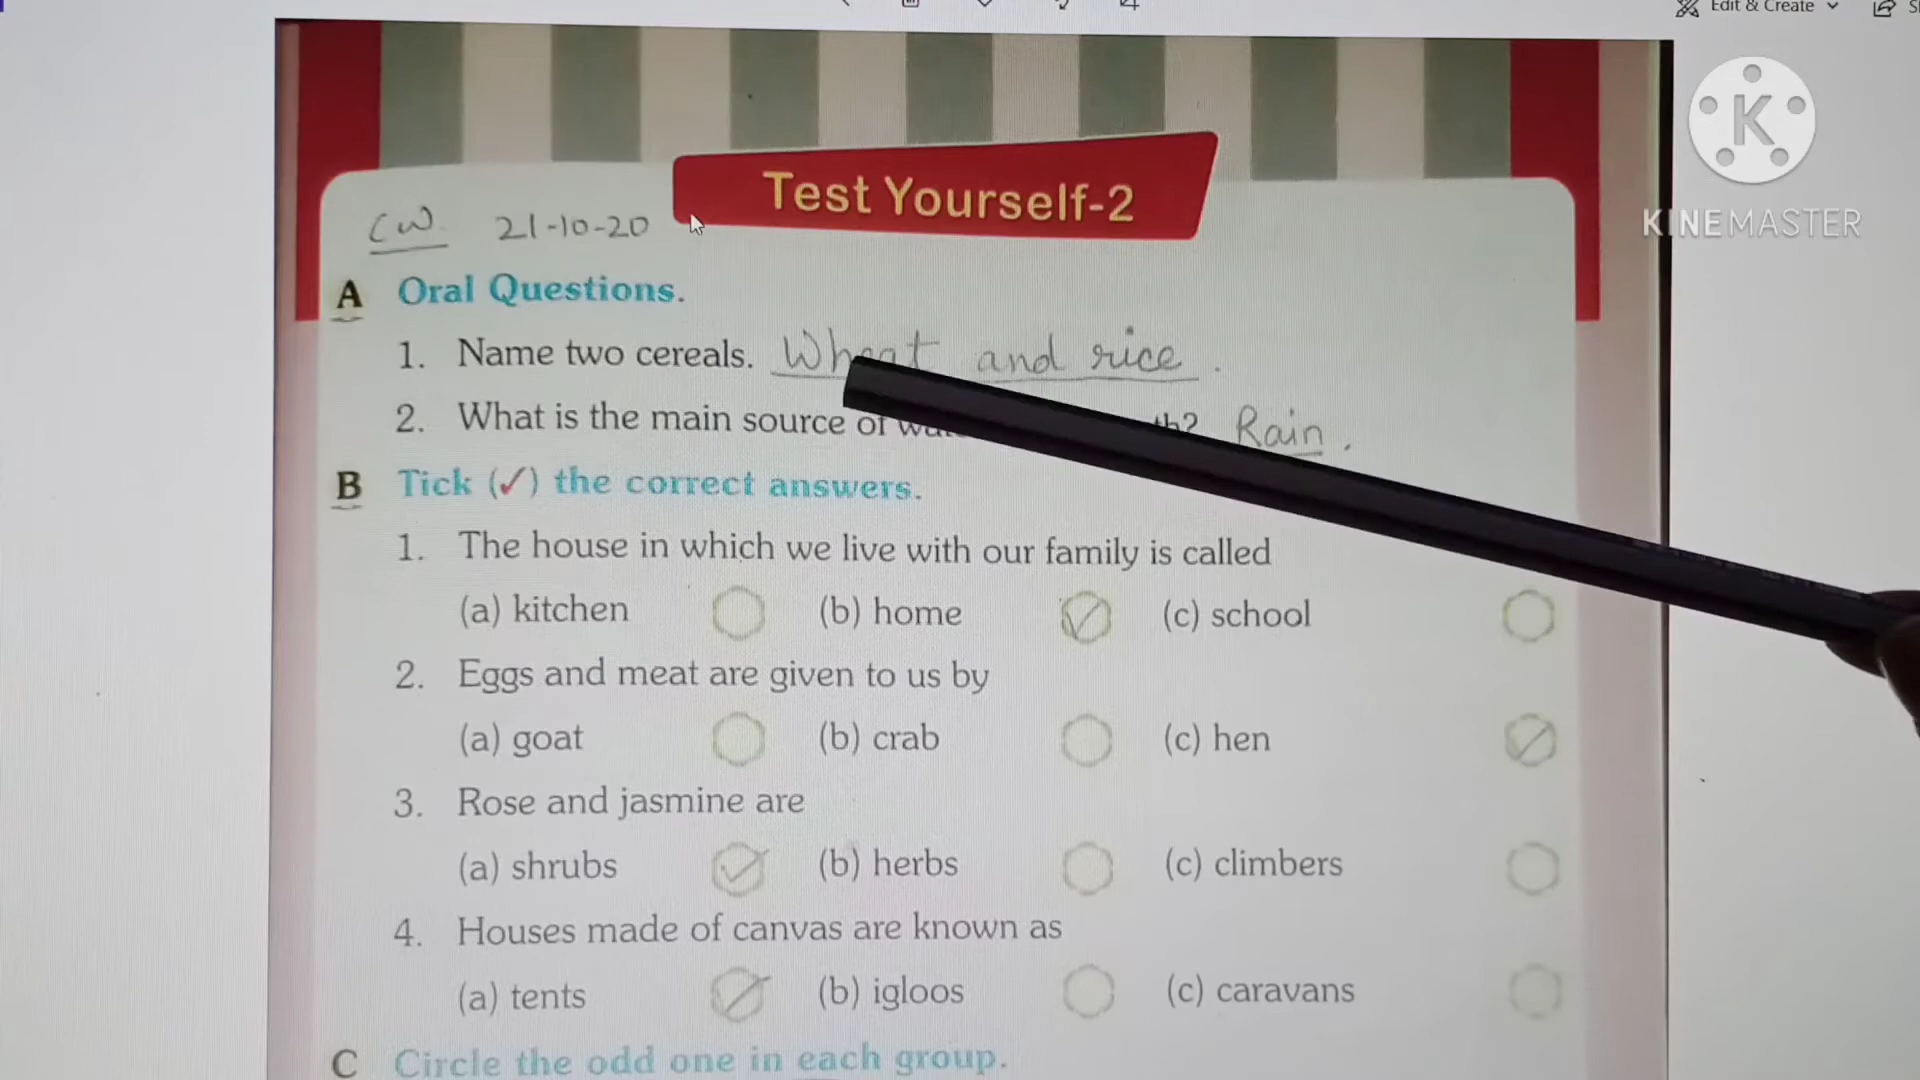 Edit & Create
K
KINEMASTER
Test Yourself-2
CW. 21-10-20
A Oral Questions.
1. Name two cereals. Wheat and rice.
2. What is the main source of Rain.
B Tick (✓) the correct answers.
1. The house in which we live with our family is called
(a) kitchen (b) home ✓ (c) school
2. Eggs and meat are given to us by
(a) goat (b) crab (c) hen ✓
3. Rose and jasmine are
(a) shrubs ✓ (b) herbs (c) climbers
4. Houses made of canvas are known as
(a) tents ✓ (b) igloos (c) caravans
C Circle the odd one in each group.